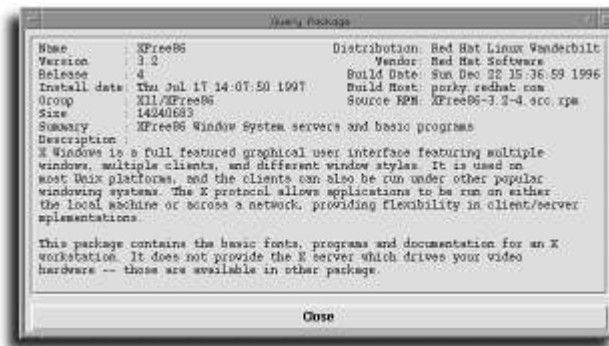 Query Package
Name : XFree86 Distribution: Red Hat Linux Vanderbilt
Version : 3.2 Vendor: Red Hat Software
Release : 4 Build Date: Sun Dec 22 15:36:59 1996
Install date: Thu Jul 17 14:07:50 1997 Build Host: porky.redhat.com
Group : X11/XFree86 Source RPM: XFree86-3.2-4.src.rpm
Size : 14240683
Summary : XFree86 Window System servers and basic programs
Description :
X Windows is a full featured graphical user interface featuring multiple
windows, multiple clients, and different window styles. It is used on
most Unix platforms, and the clients can also be run under other popular
windowing systems. The X protocol allows applications to be run on either
the local machine or across a network, providing flexibility in client/server
mplementations.
This package contains the basic fonts, programs and documentation for an X
workstation. It does not provide the X server which drives your video
hardware -- those are available in other package.
Close